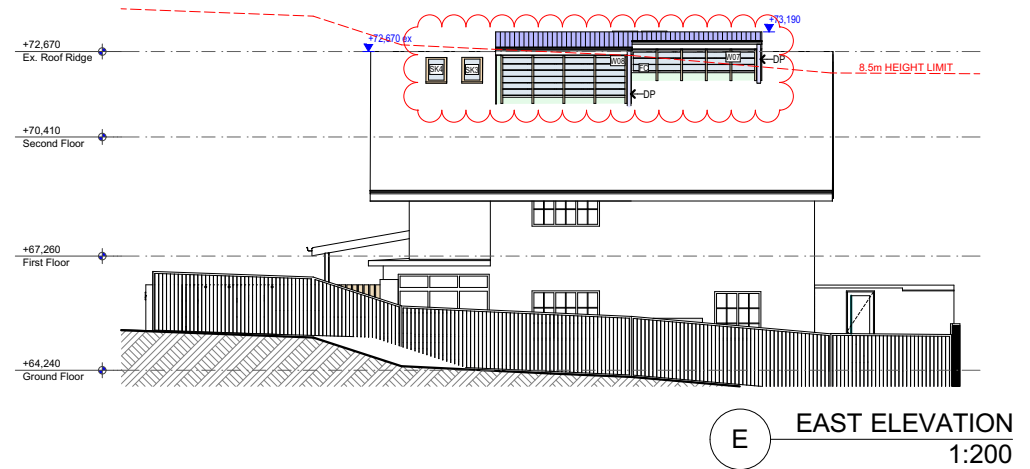 +73,190
+72,670
Ex. Roof Ridge
+72,670 ex
SK4
SK3
W08
FC
W07
DP
8.5m HEIGHT LIMIT
DP
+70,410
Second Floor
+67,260
First Floor
+64,240
Ground Floor
E
EAST ELEVATION
1:200